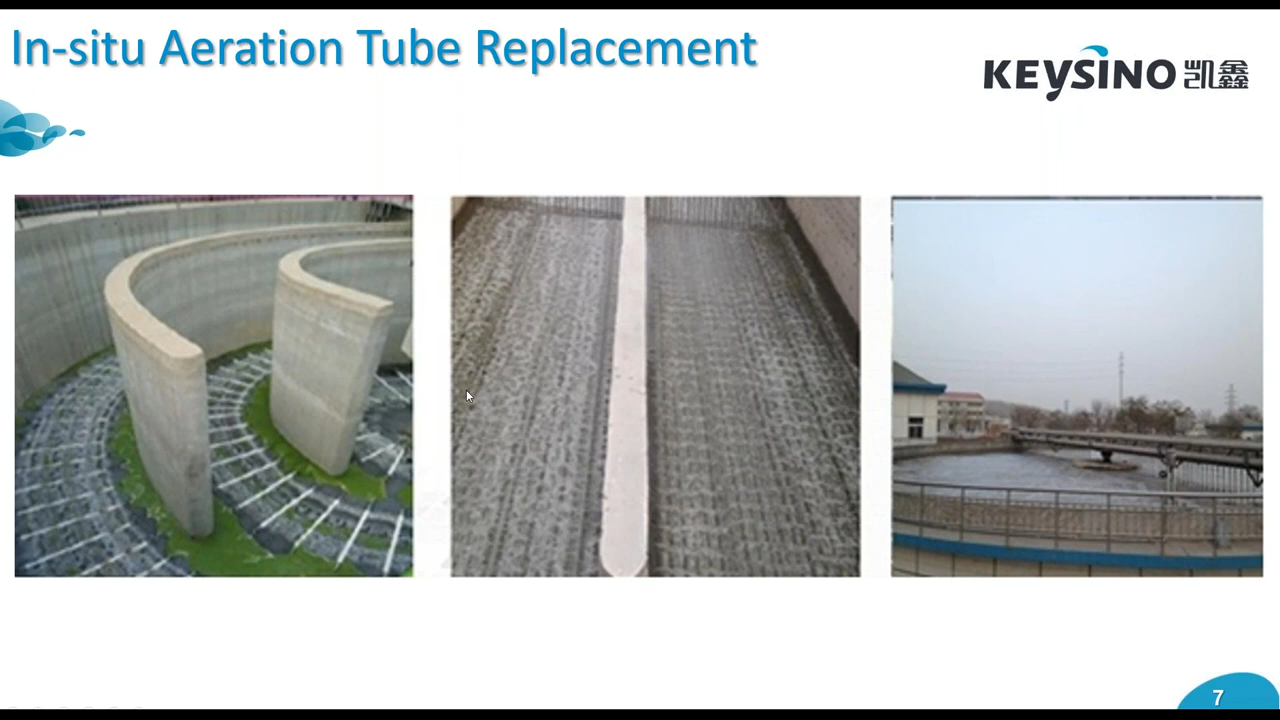 In-situ Aeration Tube Replacement
KEYSINO 凯鑫
7